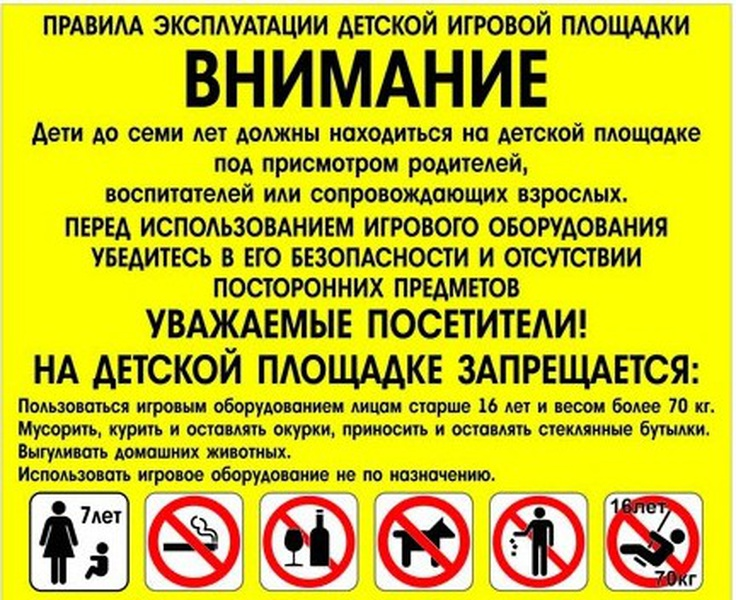 ПРАВИЛА ЭКСПЛУАТАЦИИ ДЕТСКОЙ ИГРОВОЙ ПЛОЩАДКИ
ВНИМАНИЕ
Дети до семи лет должны находиться на детской площадке
под присмотром родителей,
воспитателей или сопровождающих взрослых.
ПЕРЕД ИСПОЛЬЗОВАНИЕМ ИГРОВОГО ОБОРУДОВАНИЯ
УБЕДИТЕСЬ В ЕГО БЕЗОПАСНОСТИ И ОТСУТСТВИИ
ПОСТОРОННИХ ПРЕДМЕТОВ
УВАЖАЕМЫЕ ПОСЕТИТЕЛИ!
НА ДЕТСКОЙ ПЛОЩАДКЕ ЗАПРЕЩАЕТСЯ:
Пользоваться игровым оборудованием лицам старше 16 лет и весом более 70 кг.
Мусорить, курить и оставлять окурки, приносить и оставлять стеклянные бутылки.
Выгуливать домашних животных.
Использовать игровое оборудование не по назначению.
7лет
16лет
70кг